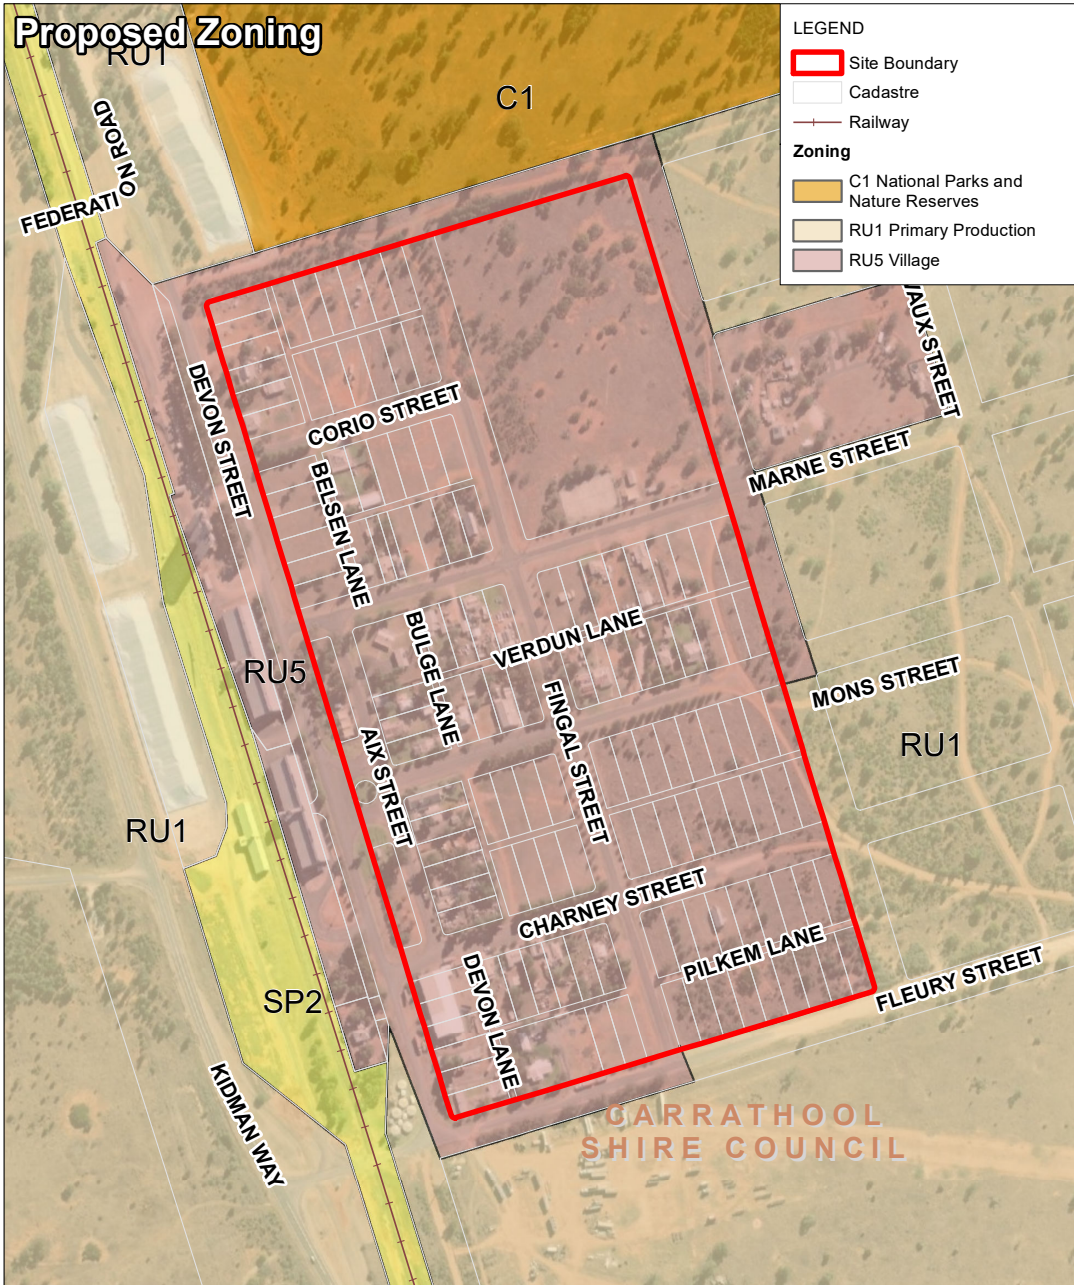 Proposed Zoning
RU1
C1
LEGEND
Site Boundary
Cadastre
Railway
Zoning
C1 National Parks and
Nature Reserves
RU1 Primary Production
RU5 Village
FEDERATION ROAD
VAUX STREET
DEVON STREET
CORIO STREET
MARNE STREET
BELSEN LANE
BULGE LANE
VERDUN LANE
RU5
MONS STREET
FINGAL STREET
AIX STREET
RU1
RU1
CHARNEY STREET
PILKEM LANE
DEVON LANE
FLEURY STREET
SP2
KIDMAN WAY
CARRATHOOL
SHIRE COUNCIL